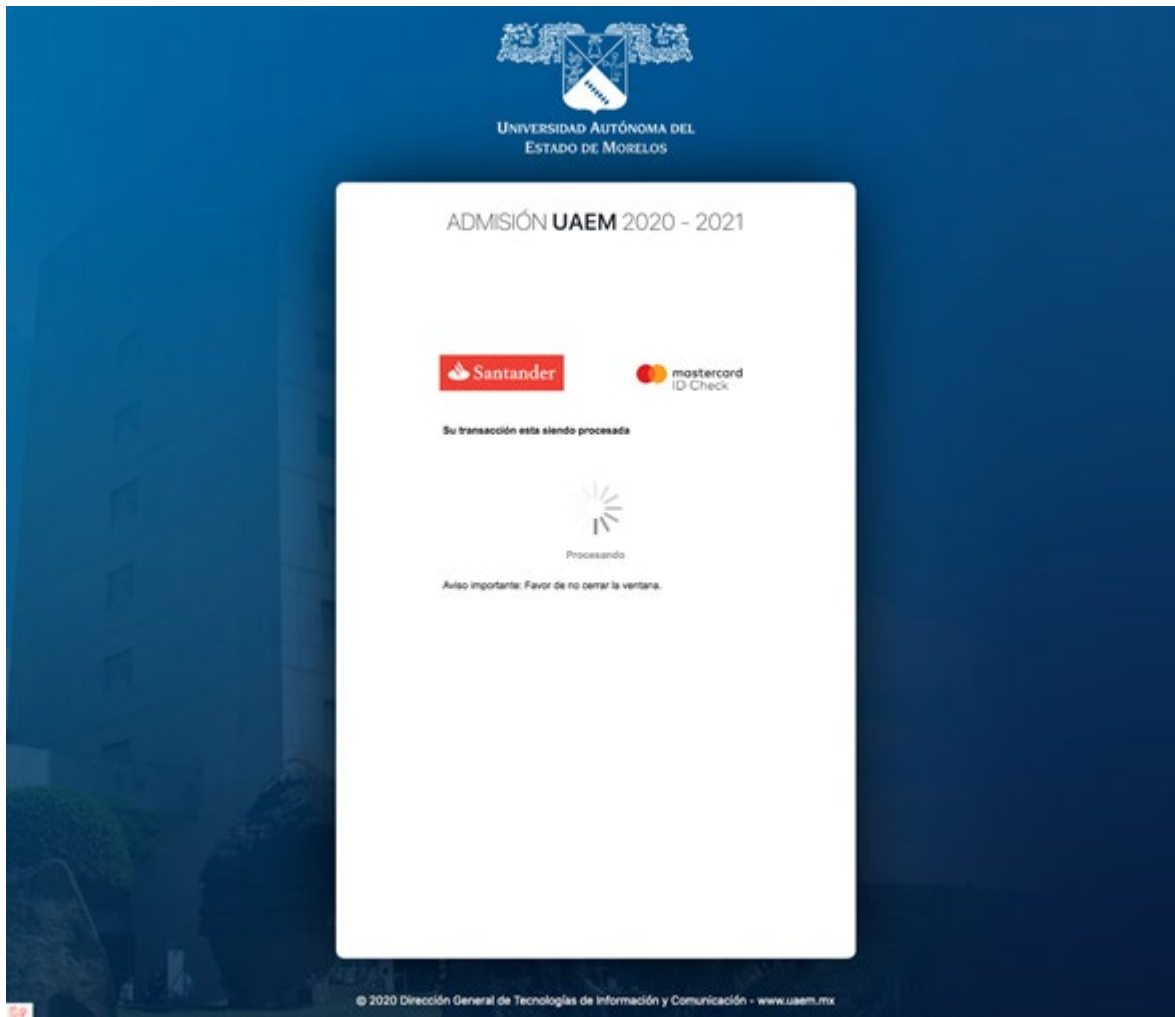 UNIVERSIDAD AUTÓNOMA DEL
ESTADO DE MORELOS
ADMISIÓN UAEM 2020 - 2021
Santander
mastercard
ID Check
Su transacción esta siendo procesada
Procesando
Aviso importante: Favor de no cerrar la ventana.
© 2020 Dirección General de Tecnologías de Información y Comunicación - www.uaem.mx